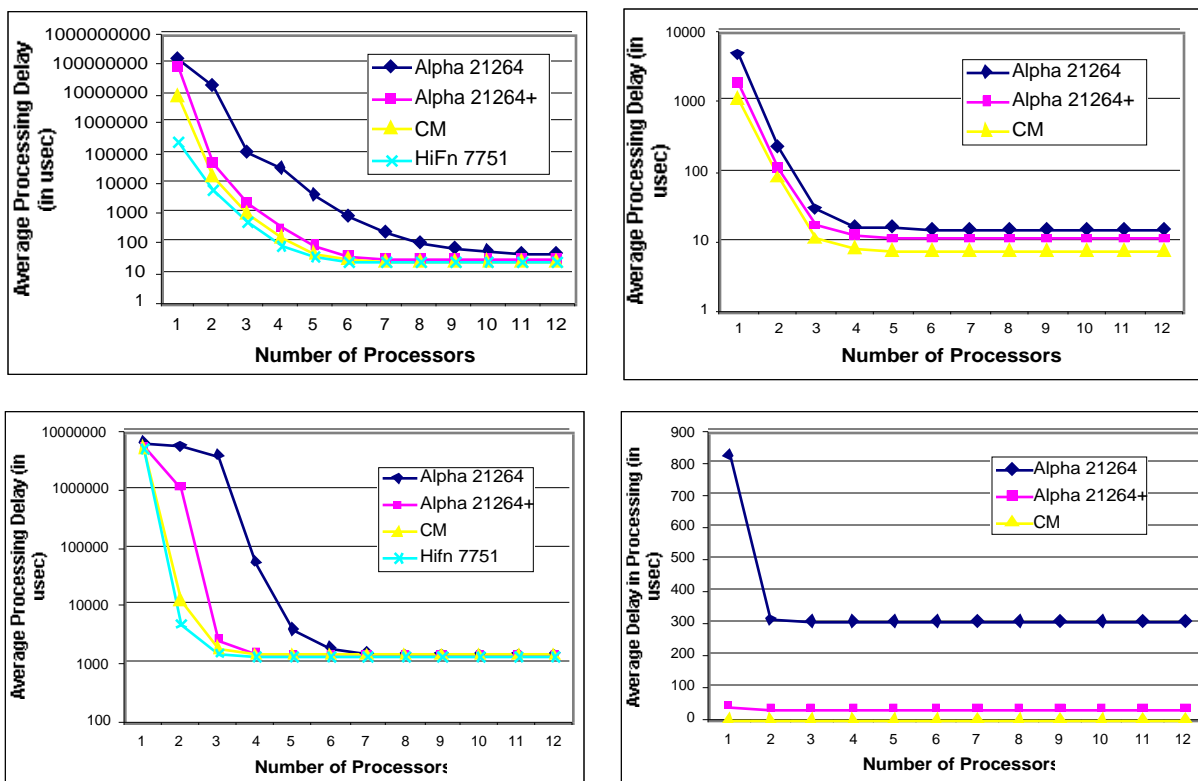 Average Processing Delay
(in usec)
1000000000
100000000
10000000
1000000
100000
10000
1000
100
10
1
Alpha 21264
Alpha 21264+
CM
HiFn 7751
1 2 3 4 5 6 7 8 9 10 11 12
Number of Processors
Average Processing Delay (in
usec)
10000
1000
100
10
1
Alpha 21264
Alpha 21264+
CM
1 2 3 4 5 6 7 8 9 10 11 12
Number of Processors
Average Processing Delay (in
usec)
10000000
1000000
100000
10000
1000
100
Alpha 21264
Alpha 21264+
CM
Hifn 7751
1 2 3 4 5 6 7 8 9 10 11 12
Number of Processors
Average Delay in Processing (in
usec)
900
800
700
600
500
400
300
200
100
0
Alpha 21264
Alpha 21264+
CM
1 2 3 4 5 6 7 8 9 10 11 12
Number of Processors